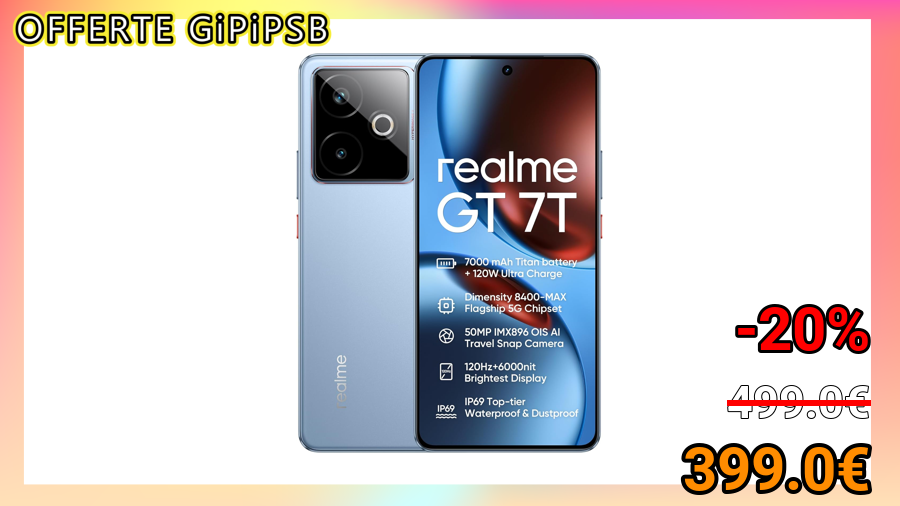 OFFERTE GiPiPSB
realme
GT 7T
7000 mAh Titan battery
+ 120W Ultra Charge
Dimensity 8400-MAX
Flagship 5G Chipset
50MP IMX896 OIS AI
Travel Snap Camera
120Hz+6000nit
Brightest Display
IP69
IP69 Top-tier
Waterproof & Dustproof
realme
-20%
499.0€
399.0€